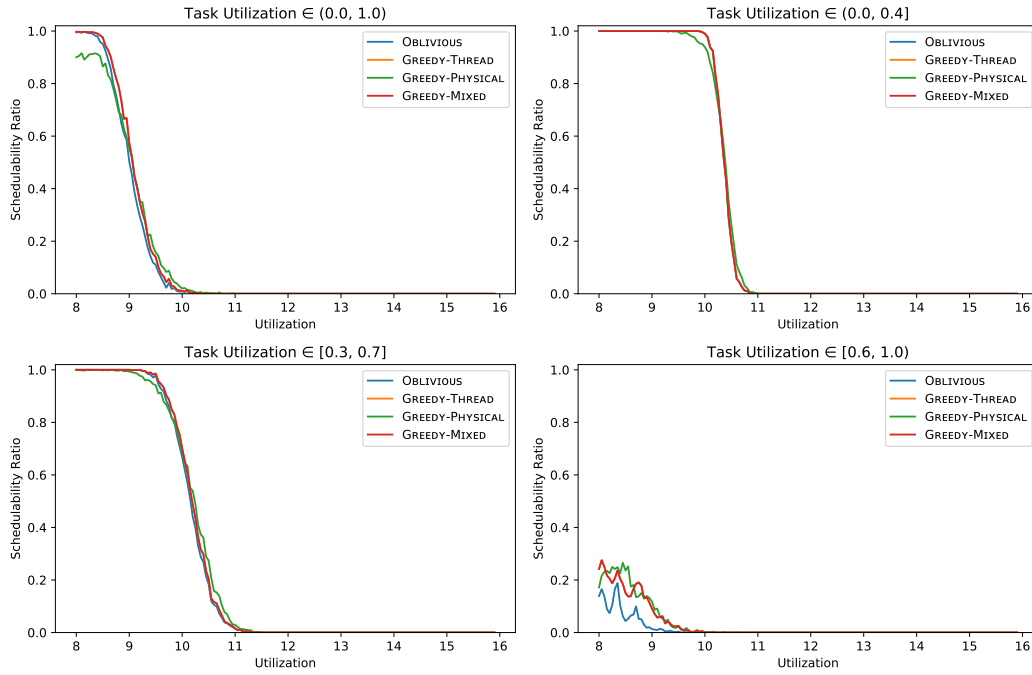 Task Utilization ∈ (0.0, 1.0)
Schedulability Ratio
1.0
0.8
0.6
0.4
0.2
0.0
8 9 10 11 12 13 14 15 16
Utilization
Oblivious
Greedy-Thread
Greedy-Physical
Greedy-Mixed
Task Utilization ∈ (0.0, 0.4]
Schedulability Ratio
1.0
0.8
0.6
0.4
0.2
0.0
8 9 10 11 12 13 14 15 16
Utilization
Oblivious
Greedy-Thread
Greedy-Physical
Greedy-Mixed
Task Utilization ∈ [0.3, 0.7]
Schedulability Ratio
1.0
0.8
0.6
0.4
0.2
0.0
8 9 10 11 12 13 14 15 16
Utilization
Oblivious
Greedy-Thread
Greedy-Physical
Greedy-Mixed
Task Utilization ∈ [0.6, 1.0)
Schedulability Ratio
1.0
0.8
0.6
0.4
0.2
0.0
8 9 10 11 12 13 14 15 16
Utilization
Oblivious
Greedy-Thread
Greedy-Physical
Greedy-Mixed